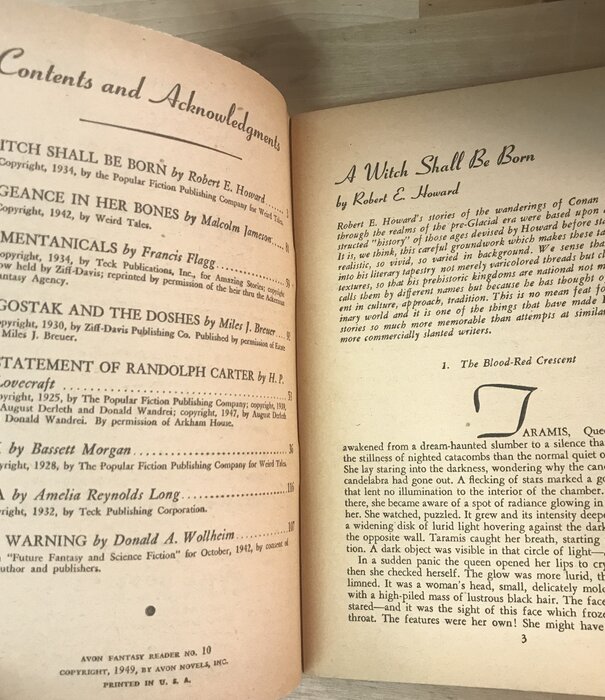 Contents and Acknowledgments
ITCH SHALL BE BORN by Robert E. Howard
Copyright, 1934, by the Popular Fiction Publishing Company for Weird Tales.
GEANCE IN HER BONES by Malcolm Jameson
Copyright, 1942, by Weird Tales.
MENTANICALS by Francis Flagg
opyright, 1934, by Teck Publications, Inc., for Amazing Stories; copyright
ow held by Ziff-Davis; reprinted by permission of the heir thru the Ackerman
antasy Agency.
GOSTAK AND THE DOSHES by Miles J. Breuer
opyright, 1930, by Ziff-Davis Publishing Co. Published by permission of Estate
Miles J. Breuer.
STATEMENT OF RANDOLPH CARTER by H. P.
Lovecraft
opyright, 1925, by The Popular Fiction Publishing Company; copyright,
August Derleth and Donald Wandrei; copyright, 1947, by August Derleth
Donald Wandrei. By permission of Arkham House.
by Bassett Morgan
yright, 1928, by The Popular Fiction Publishing Company for Weird Tales.
A by Amelia Reynolds Long 116
yright, 1932, by Teck Publishing Corporation.
WARNING by Donald A. Wollheim 107
"Future Fantasy and Science Fiction" for October, 1942, by consent of
uthor and publishers.
AVON FANTASY READER NO. 10
COPYRIGHT, 1949, BY AVON NOVELS, INC.
PRINTED IN U. S. A.
A Witch Shall Be Born
by Robert E. Howard
Robert E. Howard's stories of the wanderings of Conan
through the realms of the pre-Glacial era were based upon
structed "history" of those ages devised by Howard before
It is, we think, this careful groundwork which makes these
realistic, so vivid, so varied in background. We sense that
into his literary tapestry not merely varicolored threads but
textures, so that his prehistoric kingdoms are national not
calls them by different names but because he has thought
ent in culture, approach, tradition. This is no mean feat
inary world and it is one of the things that have made
stories so much more memorable than attempts at similar
more commercially slanted writers.
1. The Blood-Red Crescent
TARAMIS, Quee
awakened from a dream-haunted slumber to a silence tha
the stillness of nighted catacombs than the normal quiet o
She lay staring into the darkness, wondering why the cand
candelabra had gone out. A flecking of stars marked a go
that lent no illumination to the interior of the chamber.
there, she became aware of a spot of radiance glowing in
her. She watched, puzzled. It grew and its intensity deepe
a widening disk of lurid light hovering against the dark
the opposite wall. Taramis caught her breath, starting
tion. A dark object was visible in that circle of light—
In a sudden panic the queen opened her lips to cry
then she checked herself. The glow was more lurid, th
limned. It was a woman's head, small, delicately mol
with a high-piled mass of lustrous black hair. The face
stared—and it was the sight of this face which froze
throat. The features were her own! She might have
3